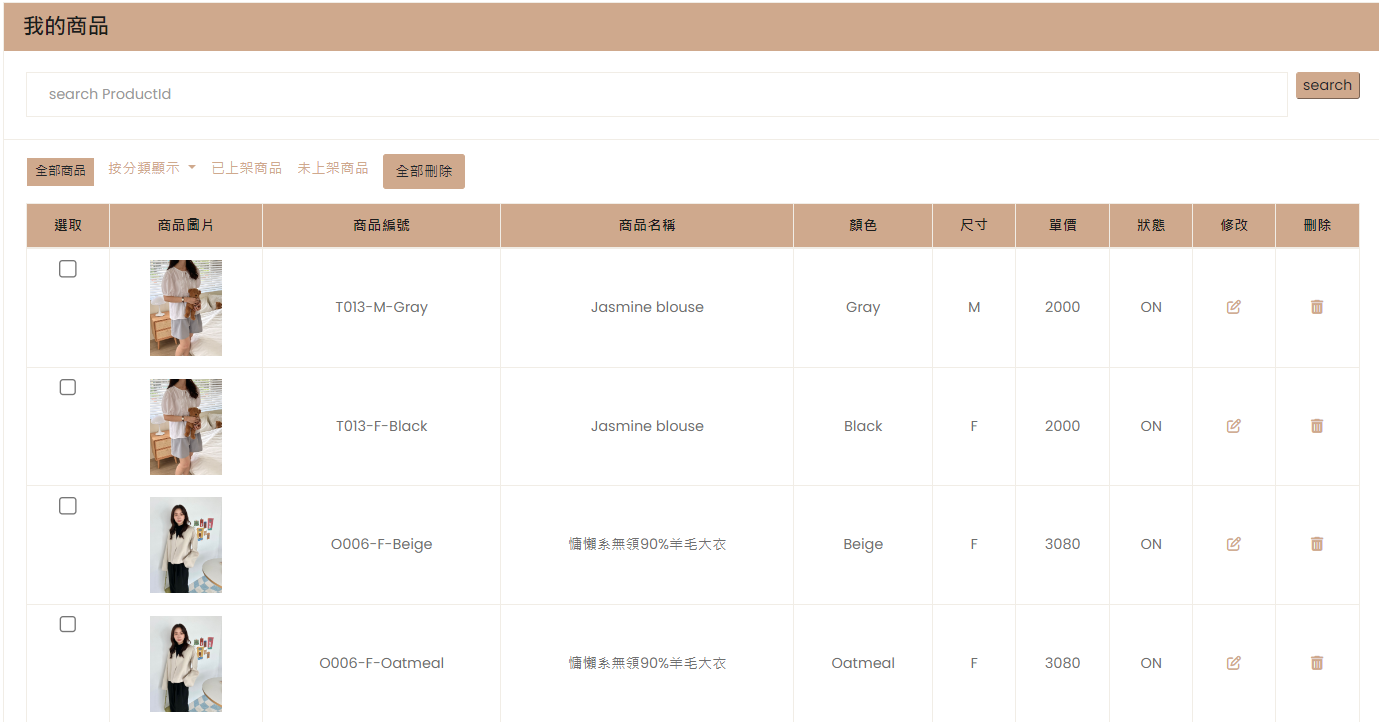 我的商品
search ProductId search
全部商品 按分類顯示 已上架商品 未上架商品 全部刪除
選取 商品圖片 商品編號 商品名稱 顏色 尺寸 單價 狀態 修改 刪除
T013-M-Gray Jasmine blouse Gray M 2000 ON
T013-F-Black Jasmine blouse Black F 2000 ON
O006-F-Beige 慵懶系無領90%羊毛大衣 Beige F 3080 ON
O006-F-Oatmeal 慵懶系無領90%羊毛大衣 Oatmeal F 3080 ON